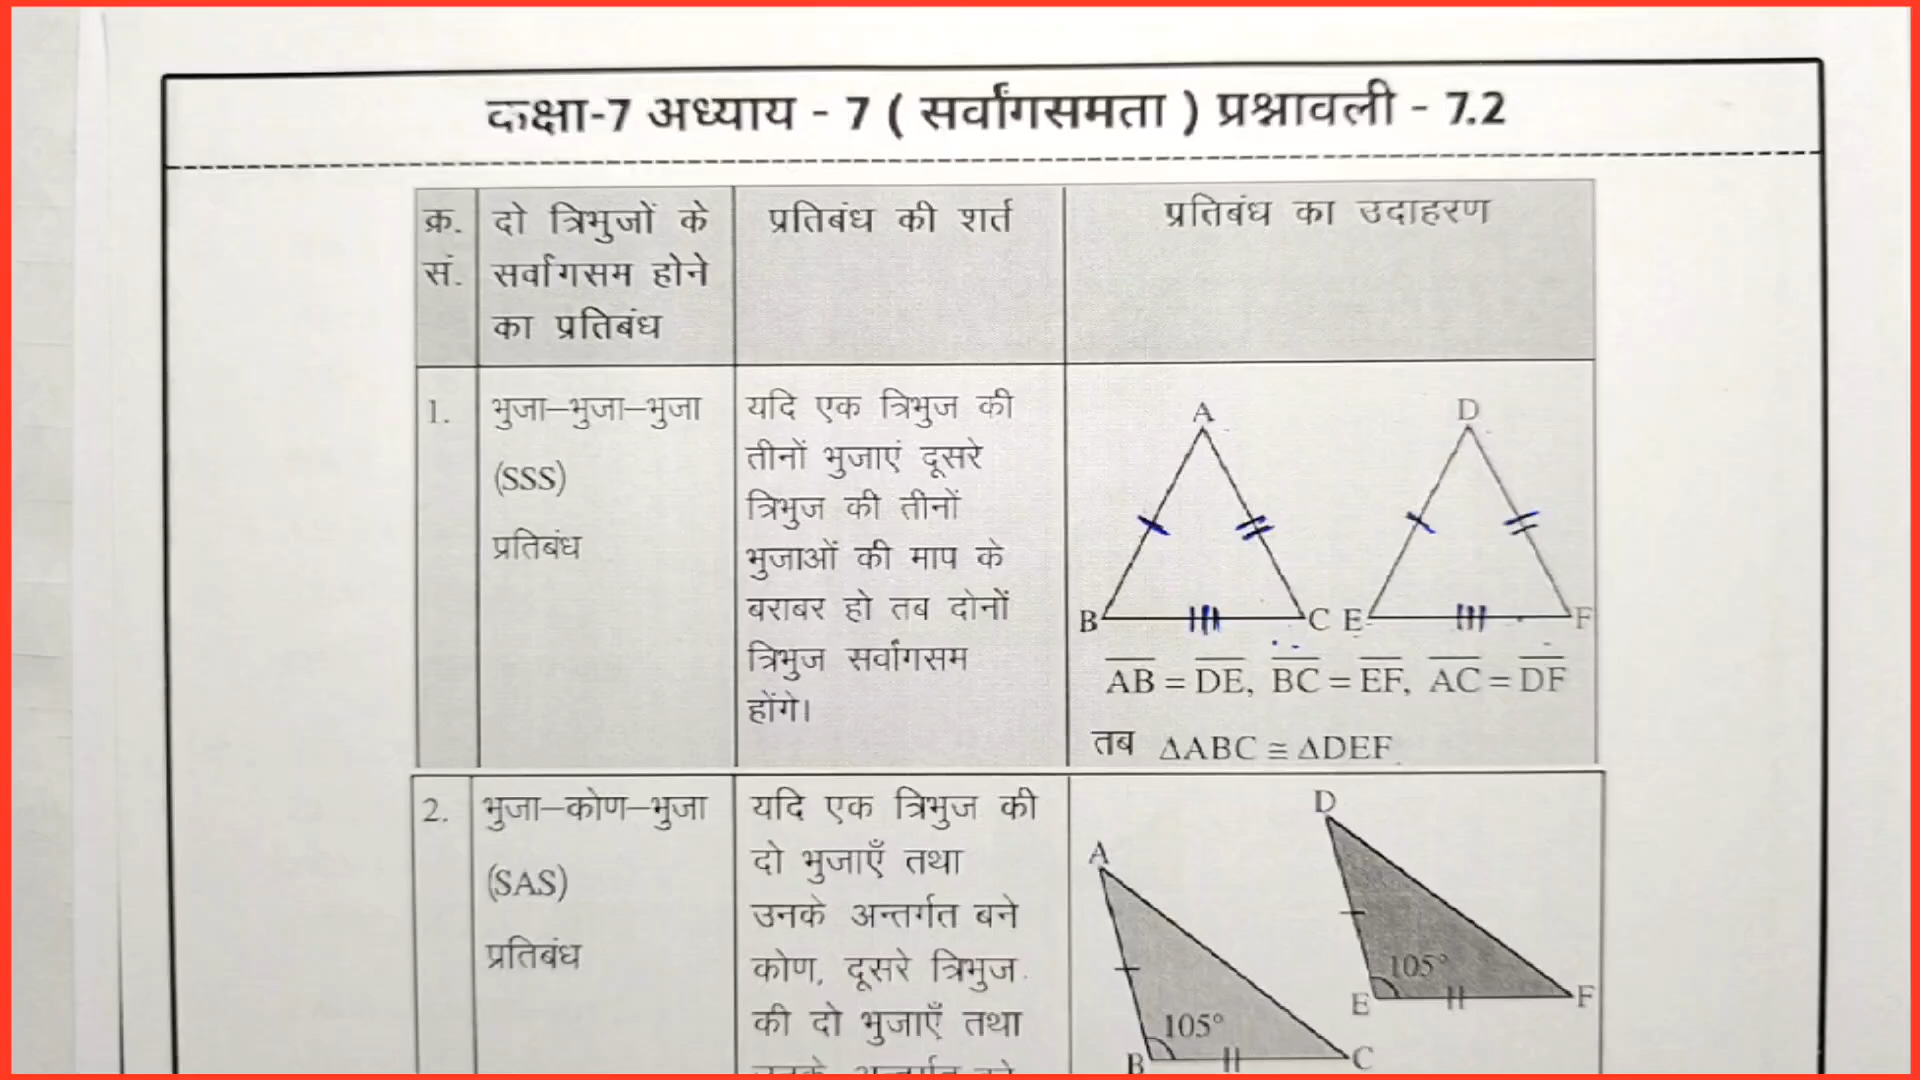 कक्षा-7 अध्याय - 7 ( सर्वांगसमता ) प्रश्नावली - 7.2
क्र. सं.
दो त्रिभुजों के
सर्वांगसम होने
का प्रतिबंध
प्रतिबंध की शर्त
प्रतिबंध का उदाहरण
1.
भुजा–भुजा–भुजा
(SSS)
प्रतिबंध
यदि एक त्रिभुज की
तीनों भुजाएं दूसरे
त्रिभुज की तीनों
भुजाओं की माप के
बराबर हो तब दोनों
त्रिभुज सर्वांगसम
होंगे।
A D
B C E F
AB = DE, BC = EF, AC = DF
तब ΔABC ≅ ΔDEF
2.
भुजा–कोण–भुजा
(SAS)
प्रतिबंध
यदि एक त्रिभुज की
दो भुजाएँ तथा
उनके अन्तर्गत बने
कोण, दूसरे त्रिभुज
की दो भुजाएँ तथा
D
A
105°
E F
105°
B C